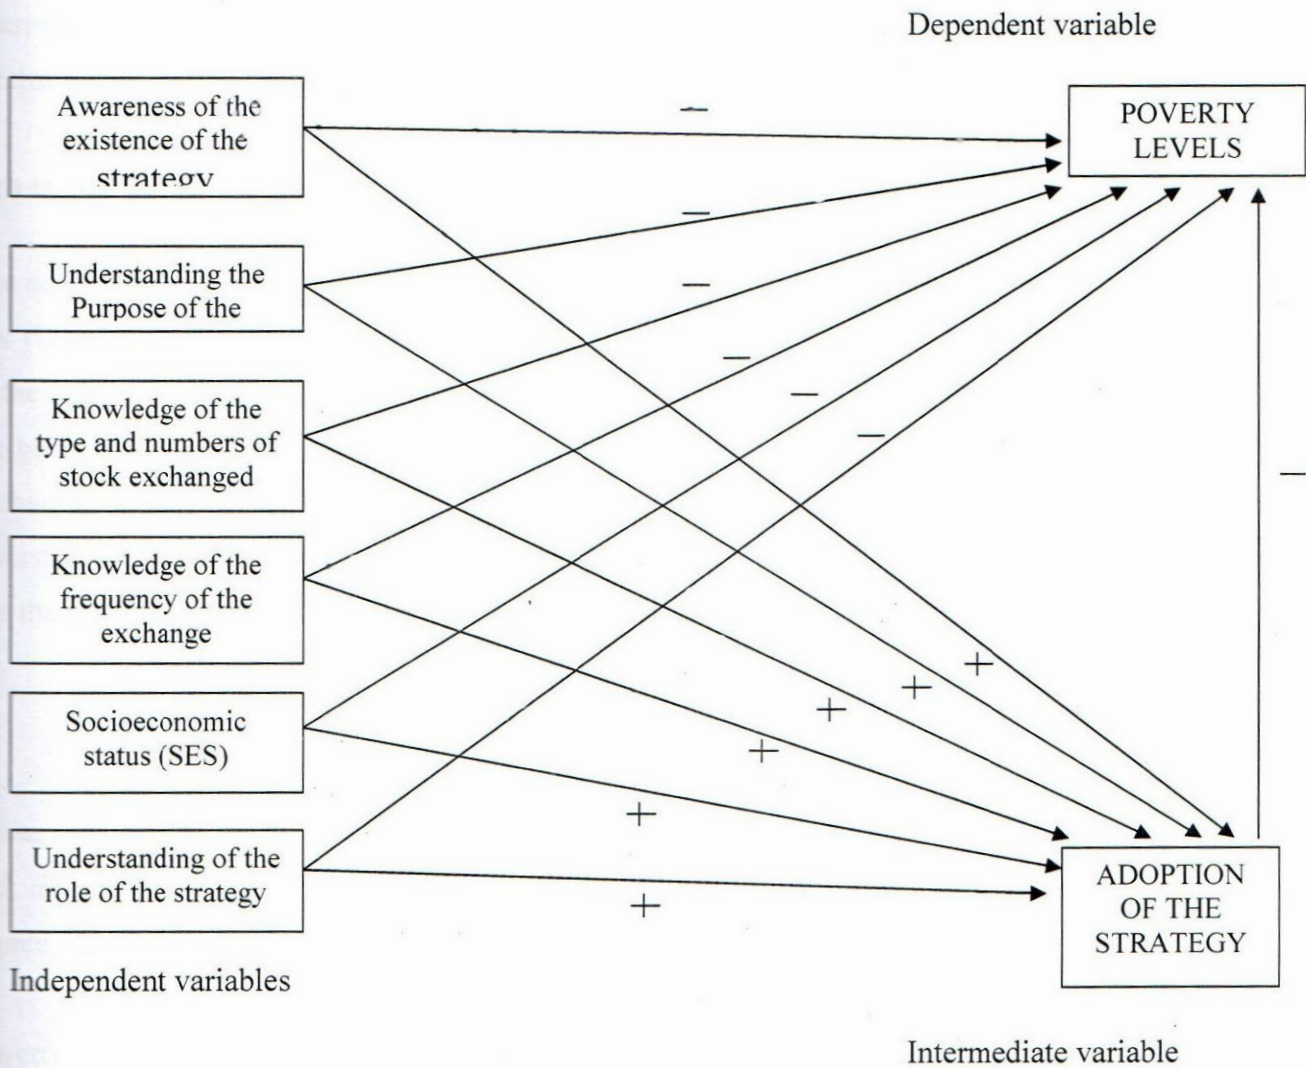 Dependent variable
Awareness of the
existence of the
strategy
POVERTY
LEVELS
Understanding the
Purpose of the
Knowledge of the
type and numbers of
stock exchanged
Knowledge of the
frequency of the
exchange
Socioeconomic
status (SES)
Understanding of the
role of the strategy
ADOPTION
OF THE
STRATEGY
Independent variables
Intermediate variable